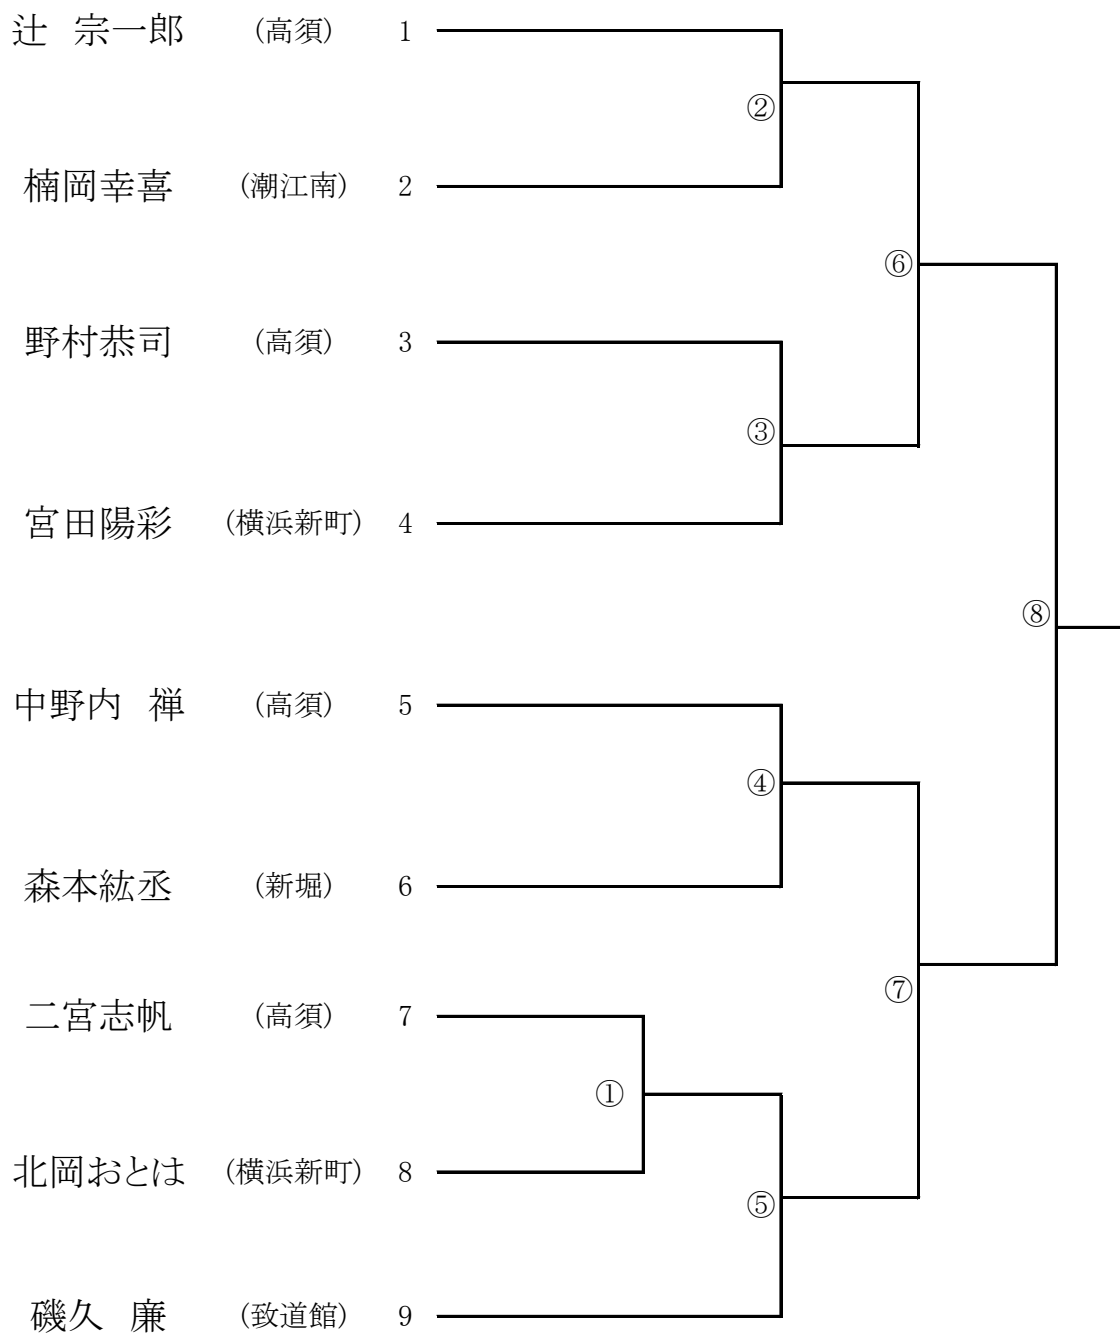 辻　宗一郎 (高須) 1
②
楠岡幸喜 (潮江南) 2
⑥
野村恭司 (高須) 3
③
宮田陽彩 (横浜新町) 4
⑧
中野内　禅 (高須) 5
④
森本紘丞 (新堀) 6
⑦
二宮志帆 (高須) 7
①
北岡おとは (横浜新町) 8
⑤
磯久　廉 (致道館) 9